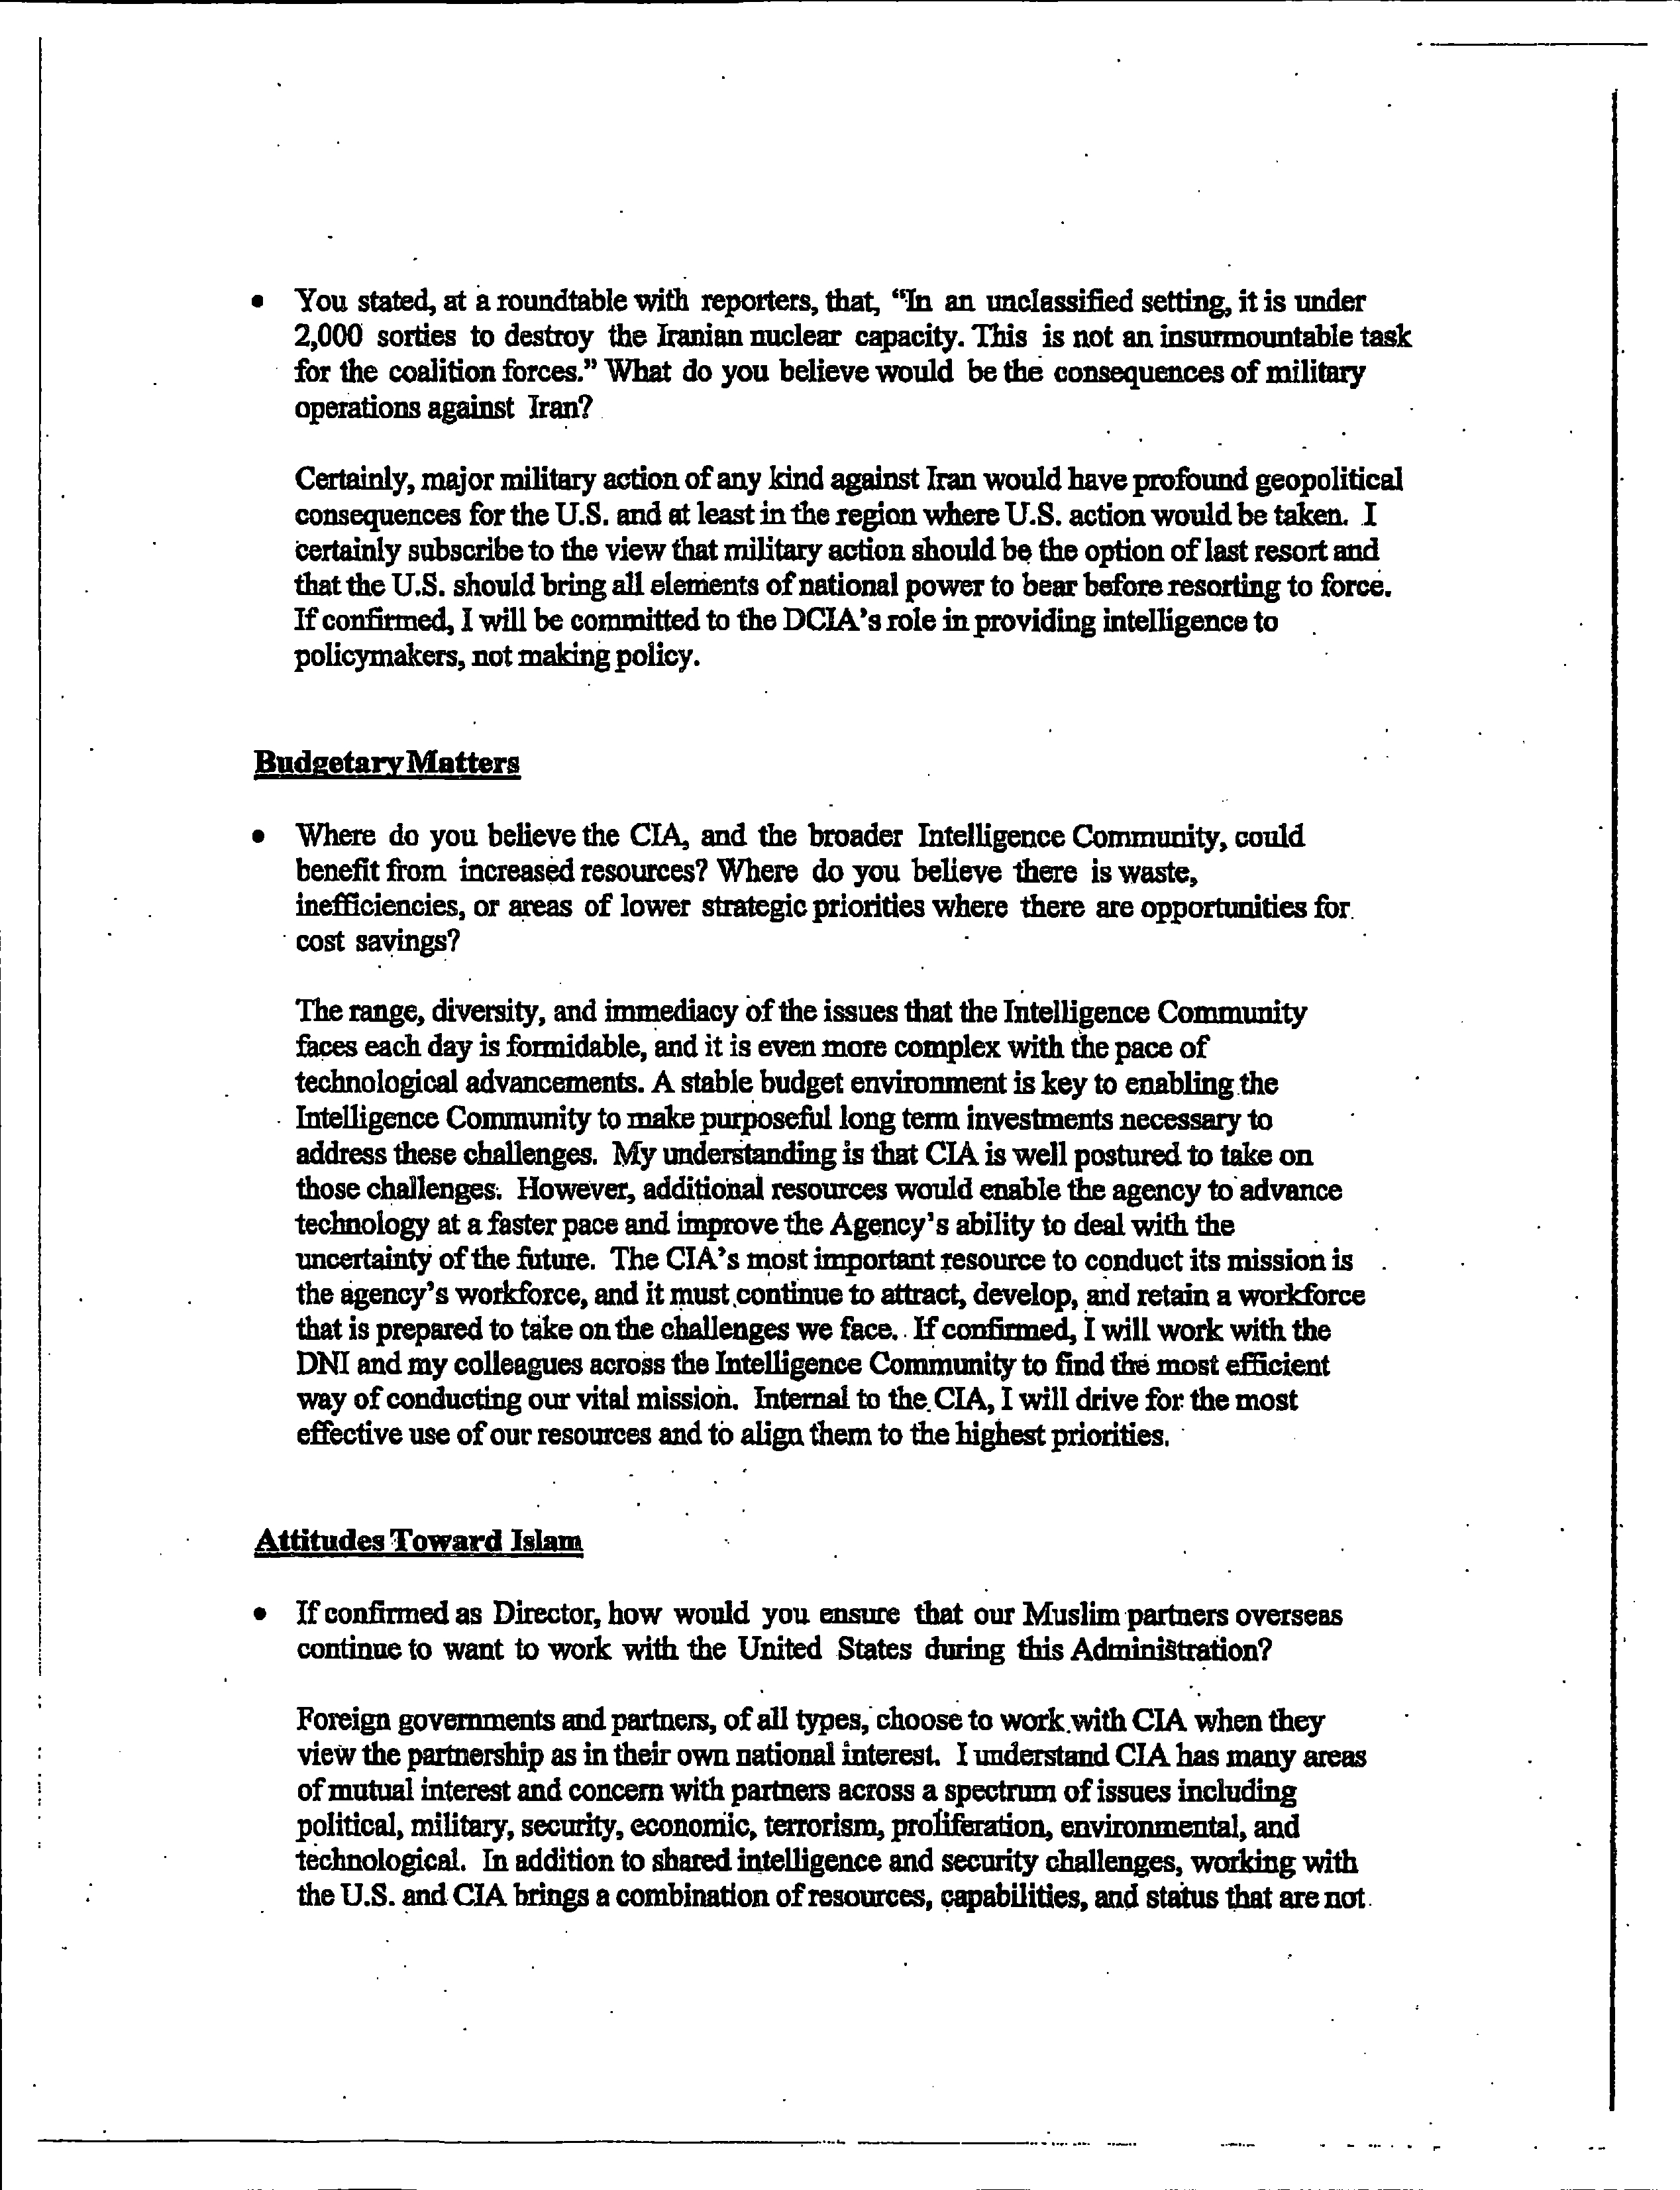 • You stated, at a roundtable with reporters, that, “In an unclassified setting, it is under
2,000 sorties to destroy the Iranian nuclear capacity. This is not an insurmountable task
for the coalition forces.” What do you believe would be the consequences of military
operations against Iran?
Certainly, major military action of any kind against Iran would have profound geopolitical
consequences for the U.S. and at least in the region where U.S. action would be taken. I
certainly subscribe to the view that military action should be the option of last resort and
that the U.S. should bring all elements of national power to bear before resorting to force.
If confirmed, I will be committed to the DCIA's role in providing intelligence to
policymakers, not making policy.
Budgetary Matters
• Where do you believe the CIA, and the broader Intelligence Community, could
benefit from increased resources? Where do you believe there is waste,
inefficiencies, or areas of lower strategic priorities where there are opportunities for
cost savings?
The range, diversity, and immediacy of the issues that the Intelligence Community
faces each day is formidable, and it is even more complex with the pace of
technological advancements. A stable budget environment is key to enabling the
Intelligence Community to make purposeful long term investments necessary to
address these challenges. My understanding is that CIA is well postured to take on
those challenges. However, additional resources would enable the agency to advance
technology at a faster pace and improve the Agency's ability to deal with the
uncertainty of the future. The CIA's most important resource to conduct its mission is
the agency's workforce, and it must continue to attract, develop, and retain a workforce
that is prepared to take on the challenges we face. If confirmed, I will work with the
DNI and my colleagues across the Intelligence Community to find the most efficient
way of conducting our vital mission. Internal to the CIA, I will drive for the most
effective use of our resources and to align them to the highest priorities.
Attitudes Toward Islam
• If confirmed as Director, how would you ensure that our Muslim partners overseas
continue to want to work with the United States during this Administration?
Foreign governments and partners, of all types, choose to work with CIA when they
view the partnership as in their own national interest. I understand CIA has many areas
of mutual interest and concern with partners across a spectrum of issues including
political, military, security, economic, terrorism, proliferation, environmental, and
technological. In addition to shared intelligence and security challenges, working with
the U.S. and CIA brings a combination of resources, capabilities, and status that are not